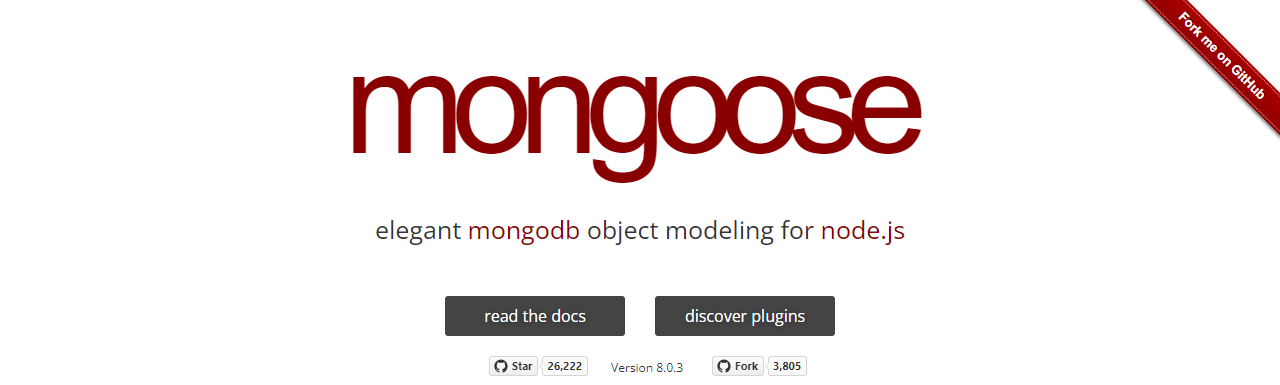 Fork me on GitHub
mongoose
elegant mongodb object modeling for node.js
read the docs discover plugins
Star 26,222 Version 8.0.3 Fork 3,805